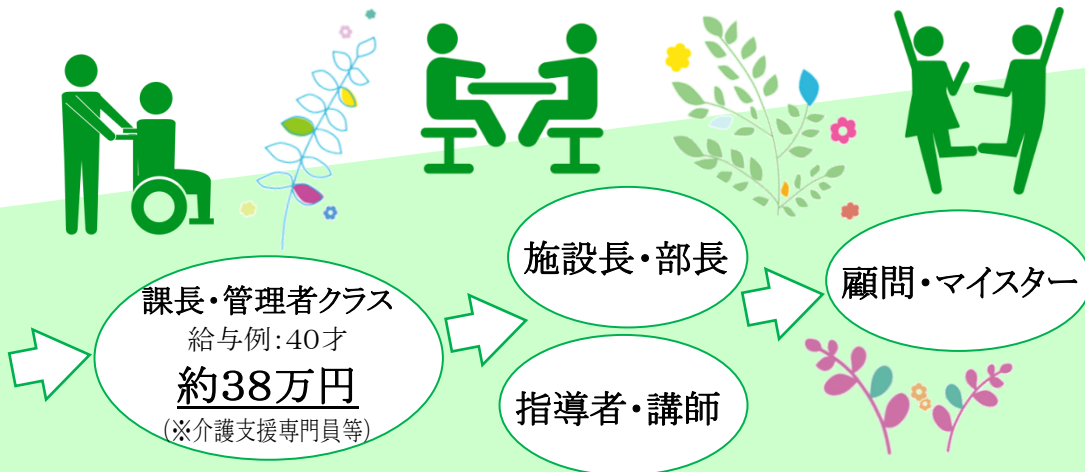 課長・管理者クラス
給与例:40才
約38万円
(※介護支援専門員等)
施設長・部長
指導者・講師
顧問・マイスター